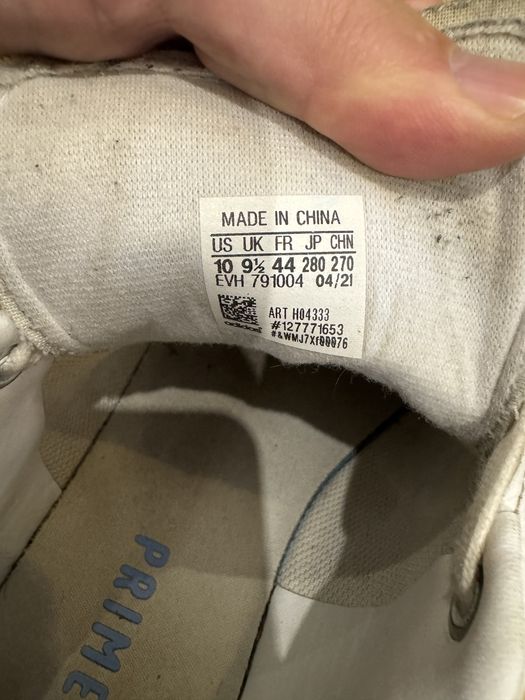 MADE IN CHINA
US UK FR JP CHN
10 9½ 44 280 270
EVH 791004 04/21
ART H04333
adidas
#127771653
#&WMJ7Xf00076
PRIME